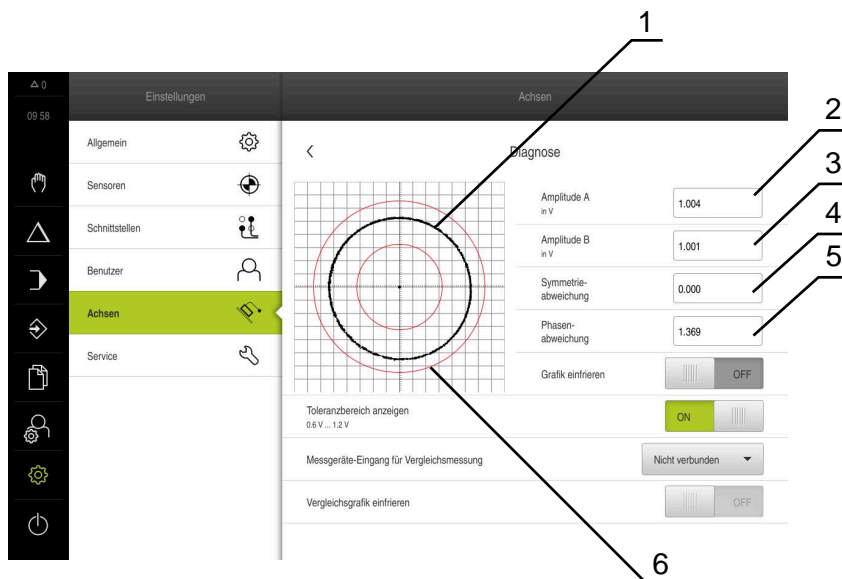 1
△ 0
Einstellungen
Achsen
09 58
2
Allgemein
Diagnose
3
Sensoren
Amplitude A
in V
1.004
4
Schnittstellen
Amplitude B
in V
1.001
5
Benutzer
Symmetrie-
abweichung
0.000
Achsen
Phasen-
abweichung
1.369
Service
Grafik einfrieren
OFF
Toleranzbereich anzeigen
0.6 V ... 1.2 V
ON
Messgeräte-Eingang für Vergleichsmessung
Nicht verbunden
Vergleichsgrafik einfrieren
OFF
6